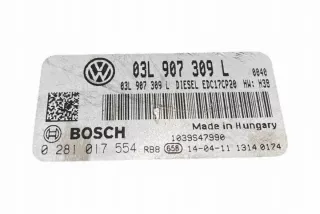 03L 907 309 L
03L 907 309 L DIESEL EDC17CP20
0040
HW: H38
BOSCH
Made in Hungary
1039S47990
0 281 017 554 RB8 658 14-04-11 1314 0174